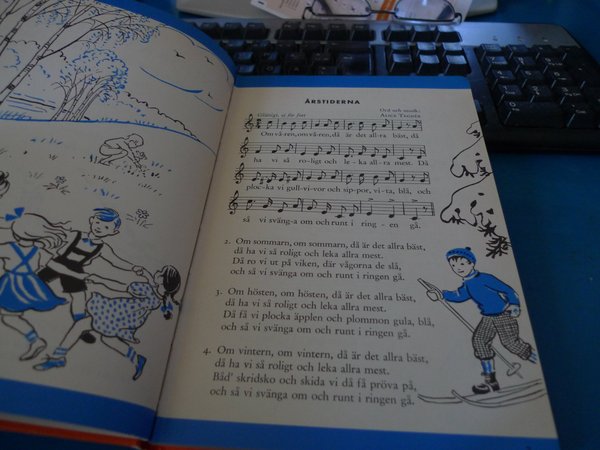 ÅRSTIDERNA
Ord och musik:
ALICE TEGNÉR
Om vå-ren, om vå-ren, då är det all-ra bäst, då
ha vi så ro-ligt och le-ka all-ra mest. Då
ploc-ka vi gull-vi-vor och sip-por, vi-ta, blå, och
så vi sväng-a om och runt i ring - en gå.
2. Om sommarn, om sommarn, då är det allra bäst,
då ha vi så roligt och leka allra mest.
Då ro vi ut på viken, där vågorna de slå,
och så vi svänga om och runt i ringen gå.
3. Om hösten, om hösten, då är det allra bäst,
då ha vi så roligt och leka allra mest.
Då få vi plocka äpplen och plommon gula, blå,
och så vi svänga om och runt i ringen gå.
4. Om vintern, om vintern, då är det allra bäst,
då ha vi så roligt och leka allra mest.
Båd' skridsko och skida vi då få pröva på,
och så vi svänga om och runt i ringen gå.